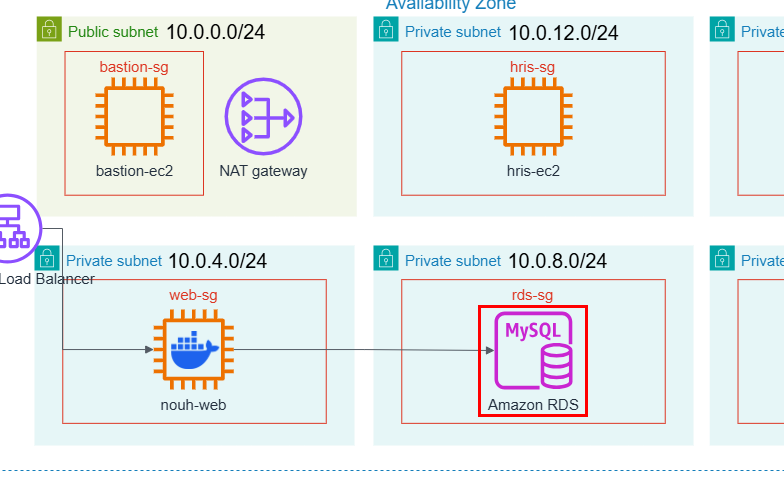 Availability Zone
Public subnet 10.0.0.0/24
Private subnet 10.0.12.0/24
Private
bastion-sg
hris-sg
bastion-ec2
NAT gateway
hris-ec2
Private subnet 10.0.4.0/24
Private subnet 10.0.8.0/24
Private
Load Balancer
web-sg
rds-sg
MySQL
nouh-web
Amazon RDS